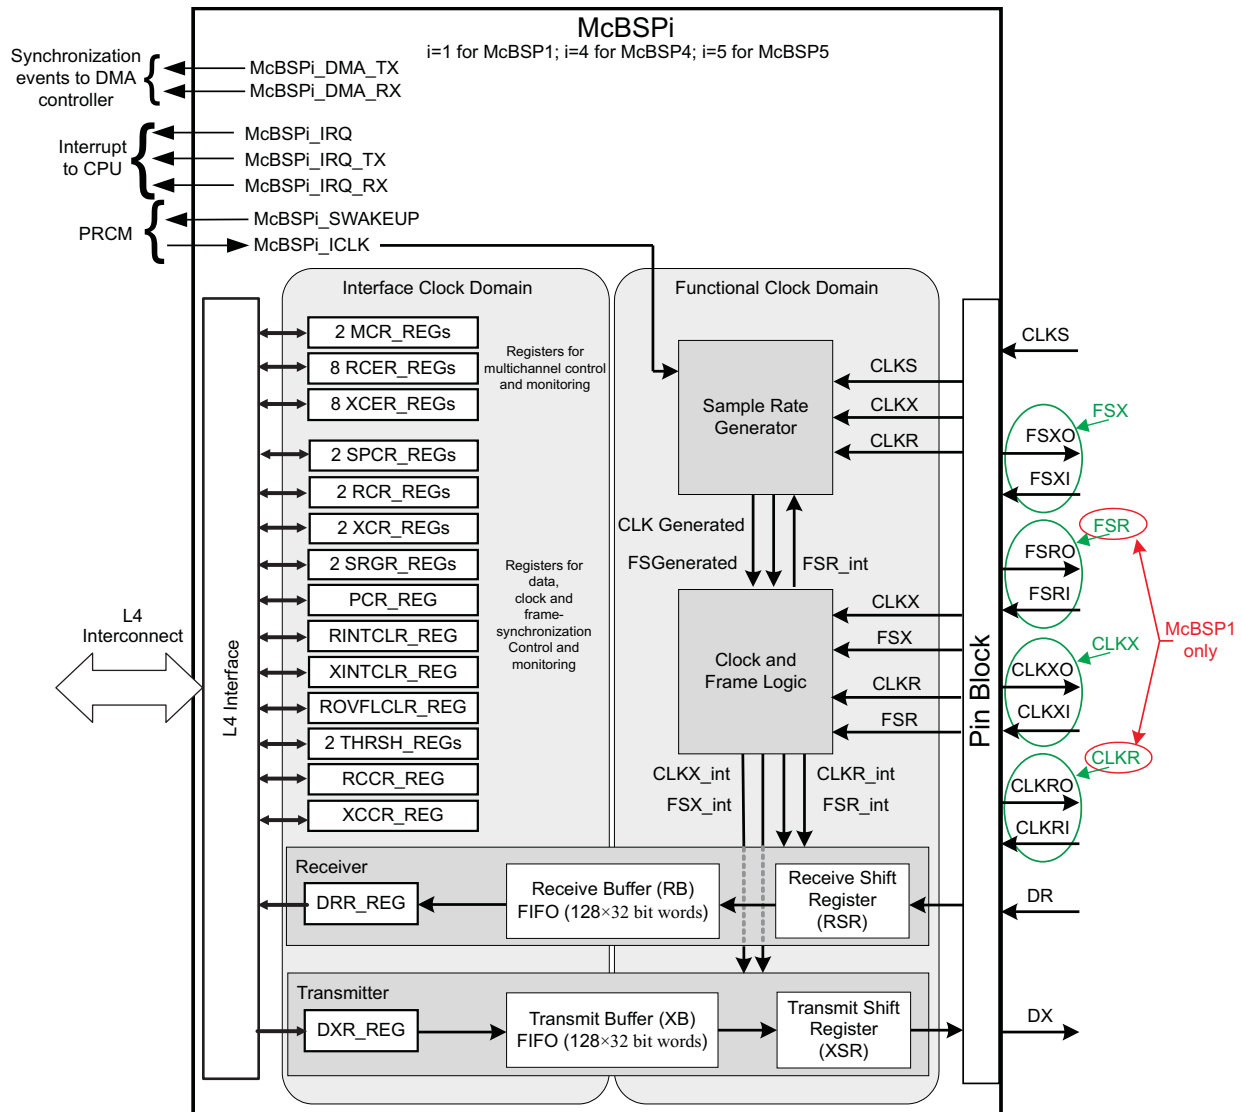 McBSPi
i=1 for McBSP1; i=4 for McBSP4; i=5 for McBSP5
Synchronization
events to DMA
controller
McBSPi_DMA_TX
McBSPi_DMA_RX
Interrupt
to CPU
McBSPi_IRQ
McBSPi_IRQ_TX
McBSPi_IRQ_RX
PRCM
McBSPi_SWAKEUP
McBSPi_ICLK
Interface Clock Domain
Functional Clock Domain
L4
Interconnect
L4 Interface
2 MCR_REGs
8 RCER_REGs
8 XCER_REGs
Registers for
multichannel control
and monitoring
2 SPCR_REGs
2 RCR_REGs
2 XCR_REGs
2 SRGR_REGs
PCR_REG
RINTCLR_REG
XINTCLR_REG
ROVFLCLR_REG
2 THRSH_REGs
RCCR_REG
XCCR_REG
Registers for
data,
clock and
frame-
synchronization
Control and
monitoring
Sample Rate
Generator
CLKS
CLKX
CLKR
CLK Generated
FSGenerated
FSR_int
Clock and
Frame Logic
CLKX
FSX
CLKR
FSR
CLKX_int
FSX_int
CLKR_int
FSR_int
Receiver
DRR_REG
Receive Buffer (RB)
FIFO (128×32 bit words)
Receive Shift
Register
(RSR)
Transmitter
DXR_REG
Transmit Buffer (XB)
FIFO (128×32 bit words)
Transmit Shift
Register
(XSR)
Pin Block
CLKS
FSX
FSXO
FSXI
FSR
FSRO
FSRI
McBSP1
only
CLKX
CLKXO
CLKXI
CLKR
CLKRO
CLKRI
DR
DX